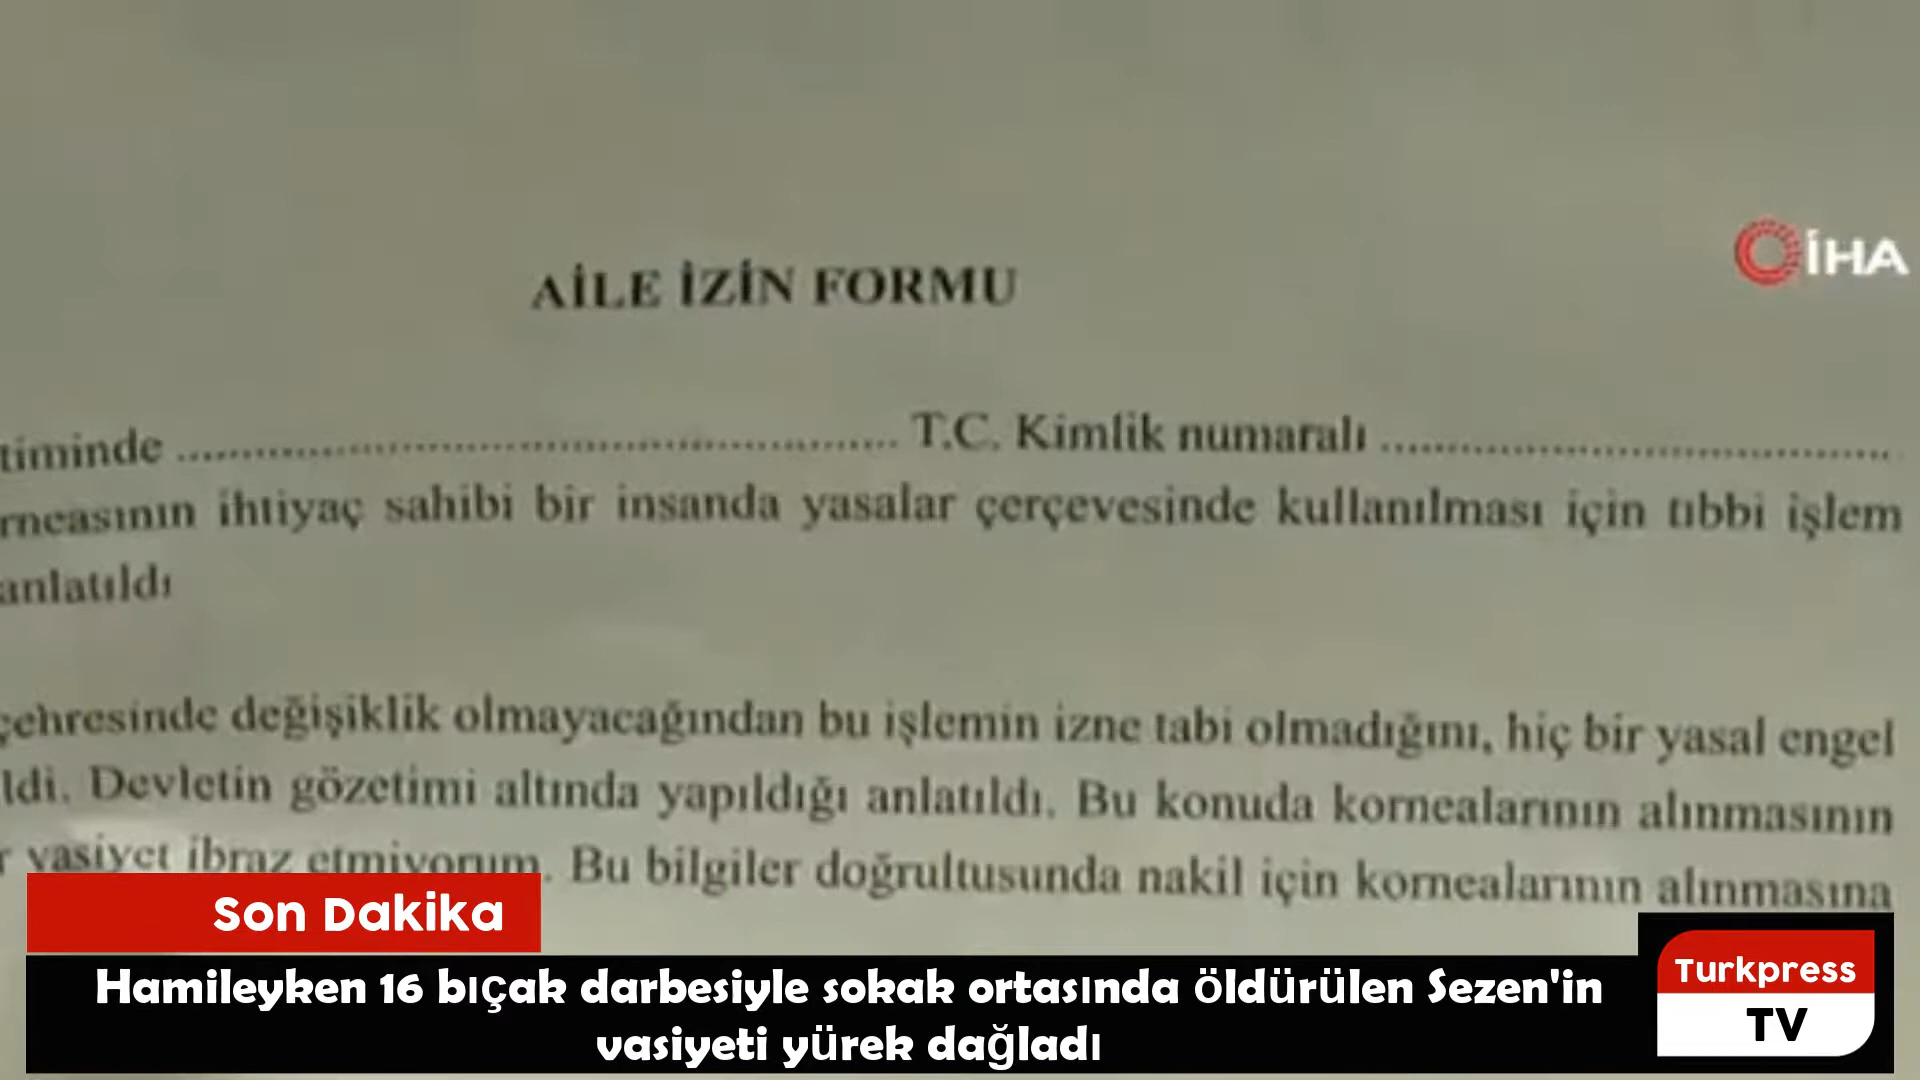 İHA
AİLE İZİN FORMU
timinde ........................................................ T.C. Kimlik numaralı ........................................
rneasının ihtiyaç sahibi bir insanda yasalar çerçevesinde kullanılması için tıbbi işlem
anlatıldı
çehresinde değişiklik olmayacağından bu işlemin izne tabi olmadığını, hiç bir yasal engel
ldi. Devletin gözetimi altında yapıldığı anlatıldı. Bu konuda kornealarının alınmasının
r vasiyet ibraz etmiyorum. Bu bilgiler doğrultusunda nakil için kornealarının alınmasına
Son Dakika
Hamileyken 16 bıçak darbesiyle sokak ortasında öldürülen Sezen'in
vasiyeti yürek dağladı
Turkpress
TV